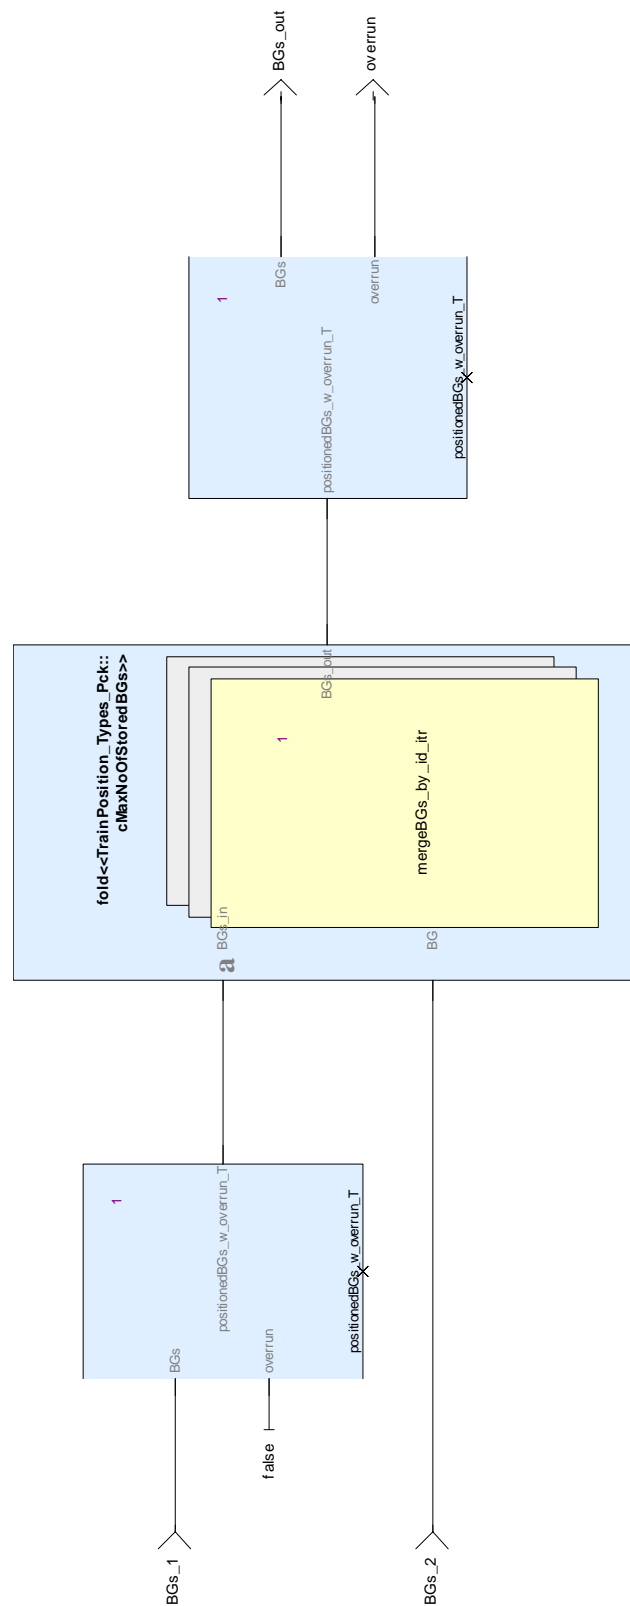 BGs_1
BGs_2
false
BGs
overrun
positionedBGs_w_overrun_T
1
positionedBGs_w_overrun_T
fold<<TrainPosition_Types_Pck::
cMaxNoOfStoredBGs>>
a
BGs_in
BG
1
mergeBGs_by_id_itr
BGs_out
positionedBGs_w_overrun_T
1
BGs
overrun
positionedBGs_w_overrun_T
BGs_out
overrun